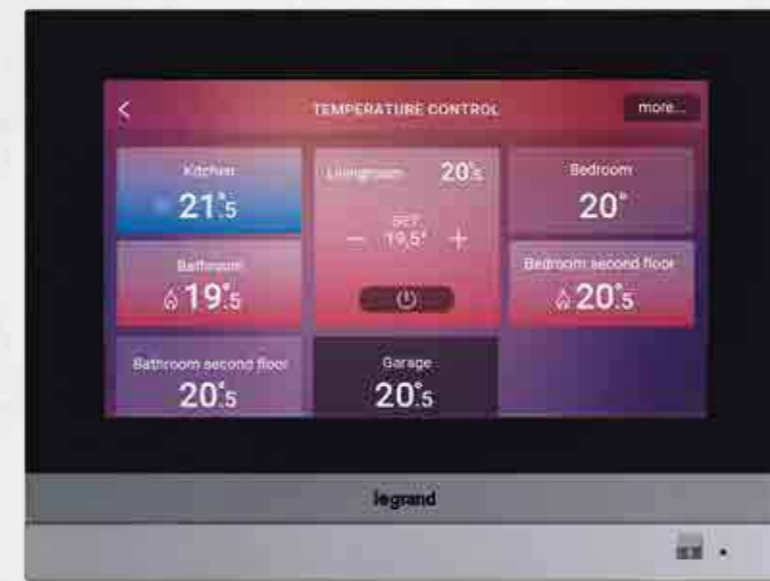 TEMPERATURE CONTROL
more...
Kitchen
21°.5
Livingroom 20°.5
SET
19,5°
Bedroom
20°
Bathroom
19°.5
Bedroom second floor
20°.5
Bathroom second floor
20°.5
Garage
20°.5
legrand